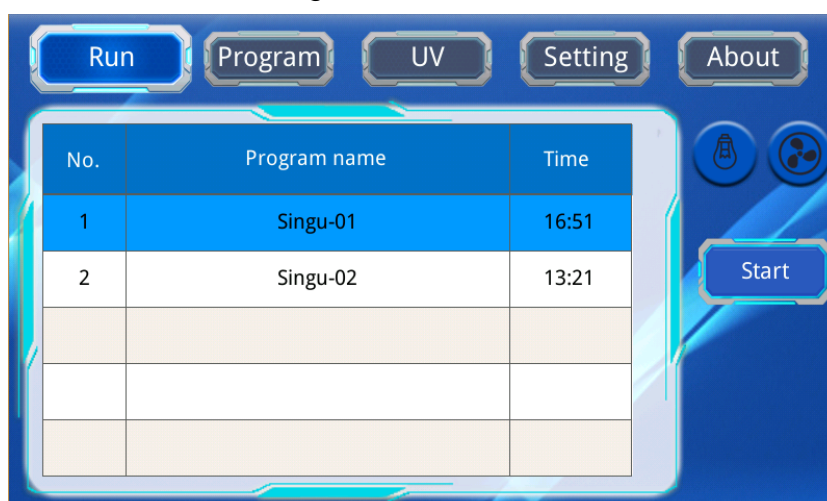 Run Program UV Setting About
No. Program name Time
1 Singu-01 16:51
2 Singu-02 13:21
Start